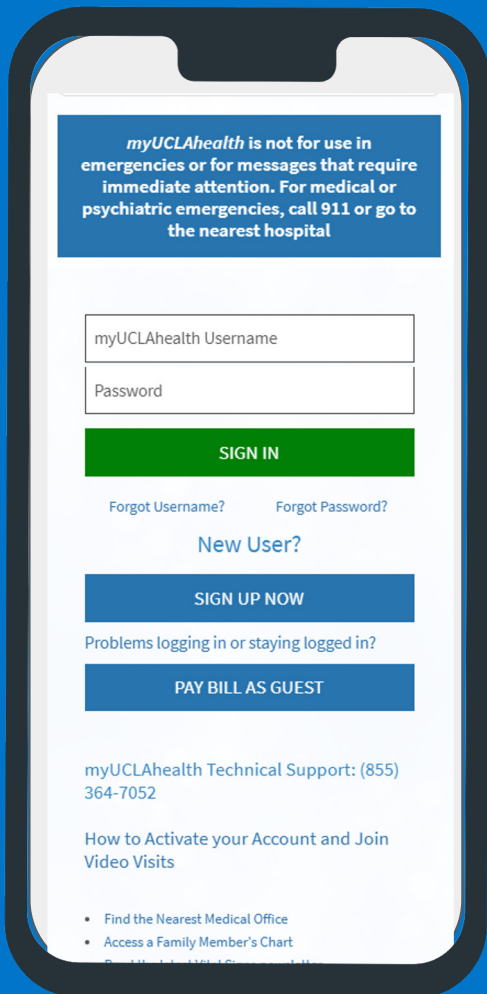 myUCLAhealth is not for use in
emergencies or for messages that require
immediate attention. For medical or
psychiatric emergencies, call 911 or go to
the nearest hospital
myUCLAhealth Username
Password
SIGN IN
Forgot Username? Forgot Password?
New User?
SIGN UP NOW
Problems logging in or staying logged in?
PAY BILL AS GUEST
myUCLAhealth Technical Support: (855)
364-7052
How to Activate your Account and Join
Video Visits
• Find the Nearest Medical Office
• Access a Family Member's Chart